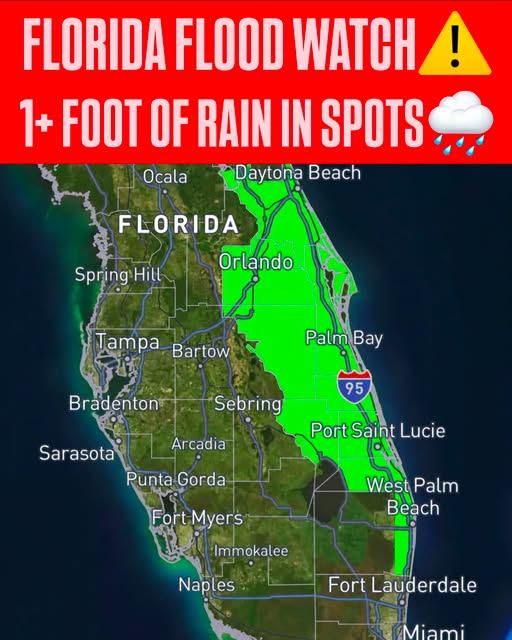 FLORIDA FLOOD WATCH
1+ FOOT OF RAIN IN SPOTS
Ocala
Daytona Beach
FLORIDA
Orlando
Spring Hill
Tampa
Palm Bay
Bartow
95
Bradenton
Sebring
Port Saint Lucie
Sarasota
Arcadia
Punta Gorda
West Palm
Beach
Fort Myers
Immokalee
Naples
Fort Lauderdale
Miami